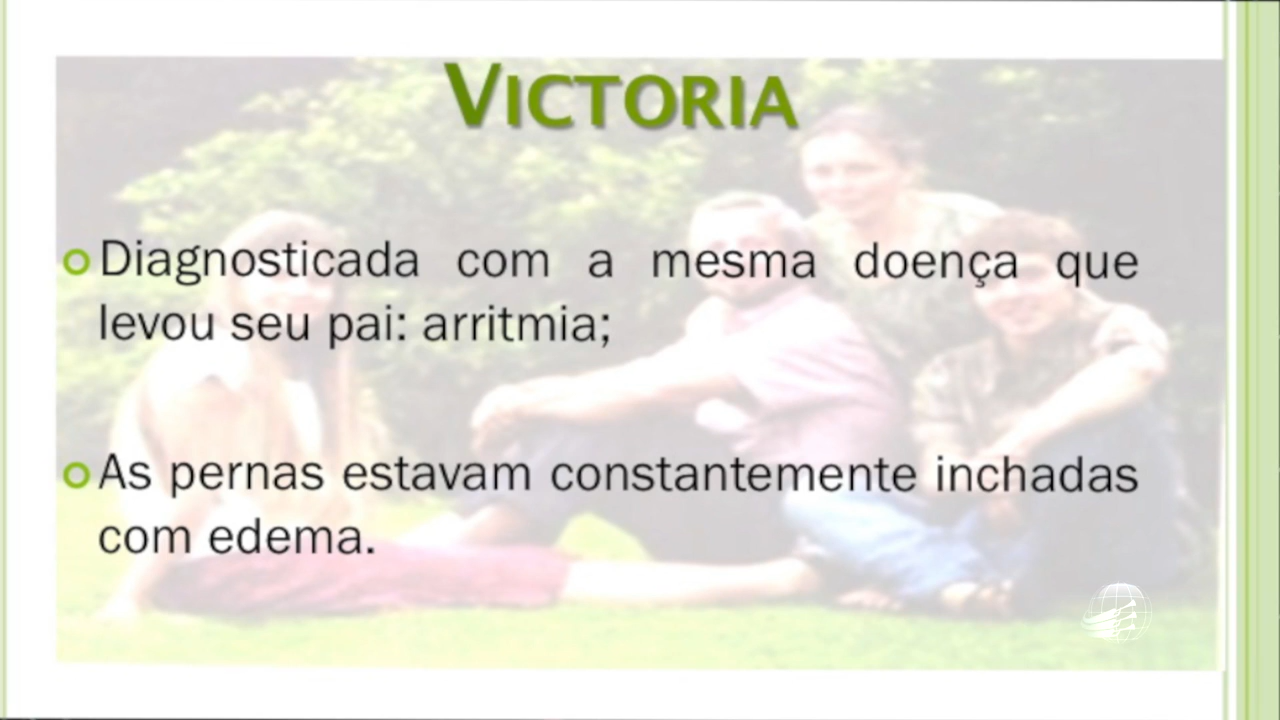 VICTORIA
Diagnosticada com a mesma doença que
levou seu pai: arritmia;
As pernas estavam constantemente inchadas
com edema.